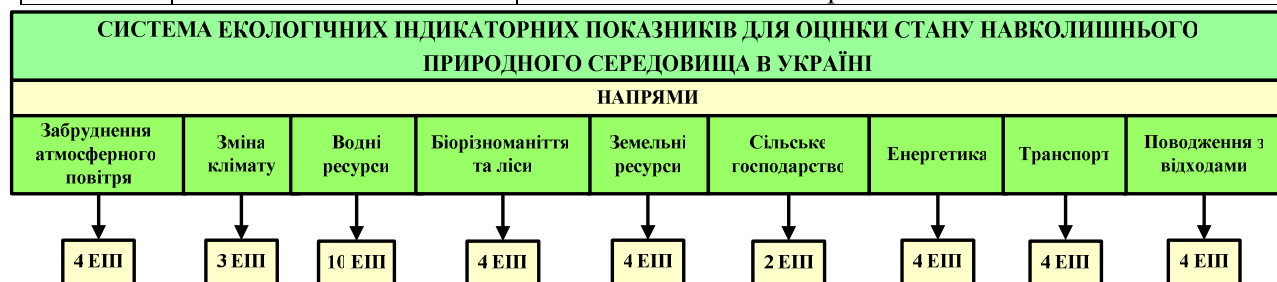 СИСТЕМА ЕКОЛОГІЧНИХ ІНДИКАТОРНИХ ПОКАЗНИКІВ ДЛЯ ОЦІНКИ СТАНУ НАВКОЛИШНЬОГО
ПРИРОДНОГО СЕРЕДОВИЩА В УКРАЇНІ
НАПРЯМИ
Забруднення
атмосферного
повітря
Зміна
клімату
Водні
ресурси
Біорізноманіття
та ліси
Земельні
ресурси
Сільське
господарство
Енергетика
Транспорт
Поводження з
відходами
4 ЕІП
3 ЕІП
10 ЕІП
4 ЕІП
4 ЕІП
2 ЕІП
4 ЕІП
4 ЕІП
4 ЕІП